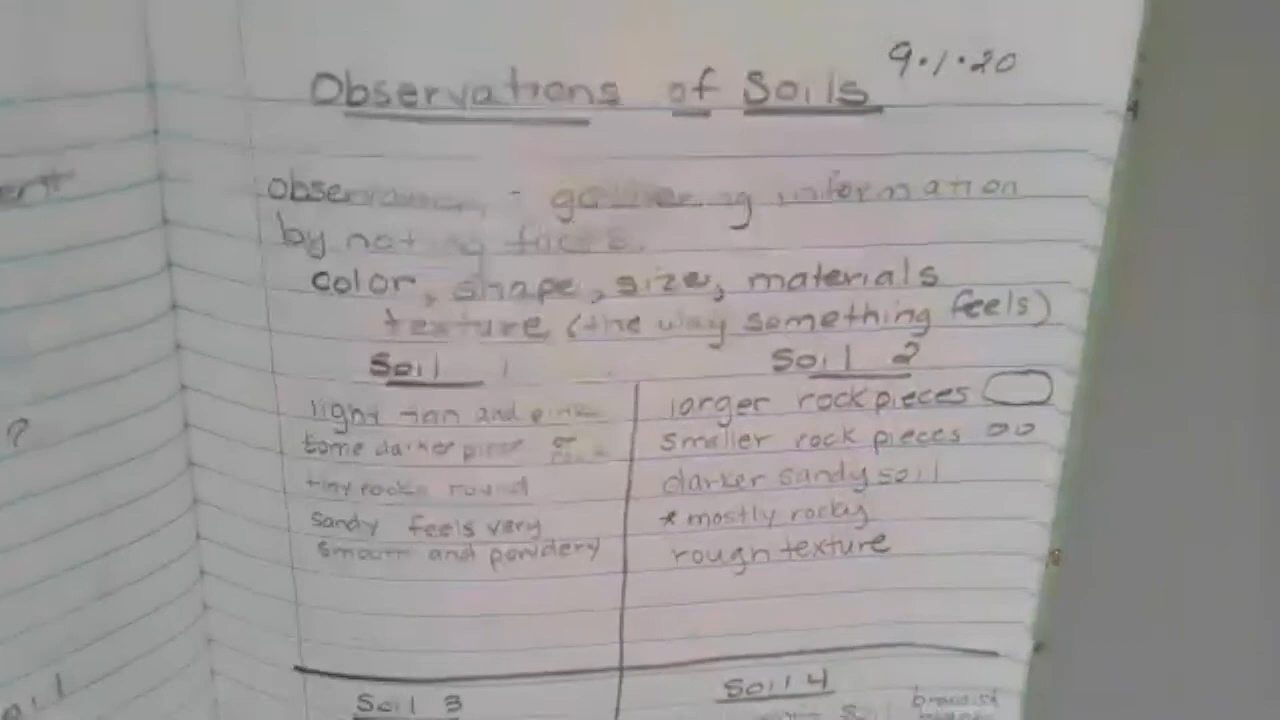 9.1.20
Observations of Soils
gathering information
by noting facts.
color, shape, size, materials
texture (the way something feels)
Soil 1
light tan and pink
some darker
tiny rocks round
sandy feels very
smooth and powdery
Soil 2
larger rock pieces
smaller rock pieces
darker sandy soil
* mostly rocky
rough texture
Soil 3
Soil 4